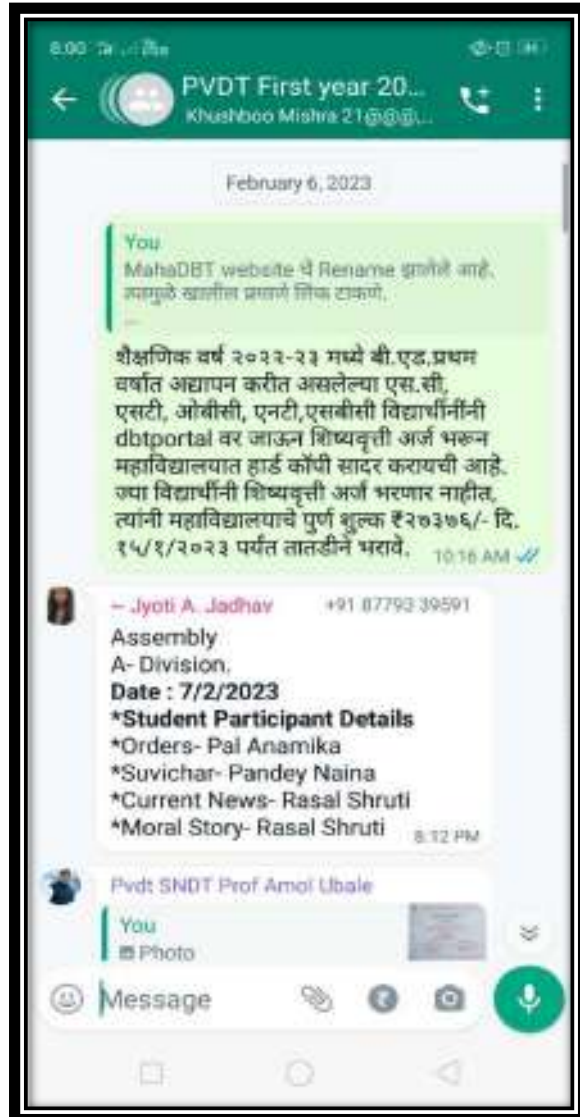 8:00
PVDT First year 20...
Khushboo Mishra 21@@@,...
February 6, 2023
You
MahaDBT website चे Rename झालेले आहे.
त्यामुळे खालील प्रमाणे लिंक टाकणे.
...
शैक्षणिक वर्ष २०२२-२३ मध्ये बी.एड.प्रथम
वर्षात अद्यापन करीत असलेल्या एस.सी,
एसटी, ओबीसी, एनटी,एसबीसी विद्यार्थीनींनी
dbtportal वर जाऊन शिष्यवृत्ती अर्ज भरून
महाविद्यालयात हार्ड कॉपी सादर करायची आहे.
ज्या विद्यार्थीनी शिष्यवृत्ती अर्ज भरणार नाहीत,
त्यांनी महाविद्यालयाचे पुर्ण शुल्क ₹२७३७६/- दि.
१५/१/२०२३ पर्यंत तातडीने भरावे. 10:16 AM
~ Jyoti A. Jadhav +91 87793 39591
Assembly
A- Division.
Date : 7/2/2023
*Student Participant Details
*Orders- Pal Anamika
*Suvichar- Pandey Naina
*Current News- Rasal Shruti
*Moral Story- Rasal Shruti 8:12 PM
Pvdt SNDT Prof Amol Ubale
You
Photo
Message